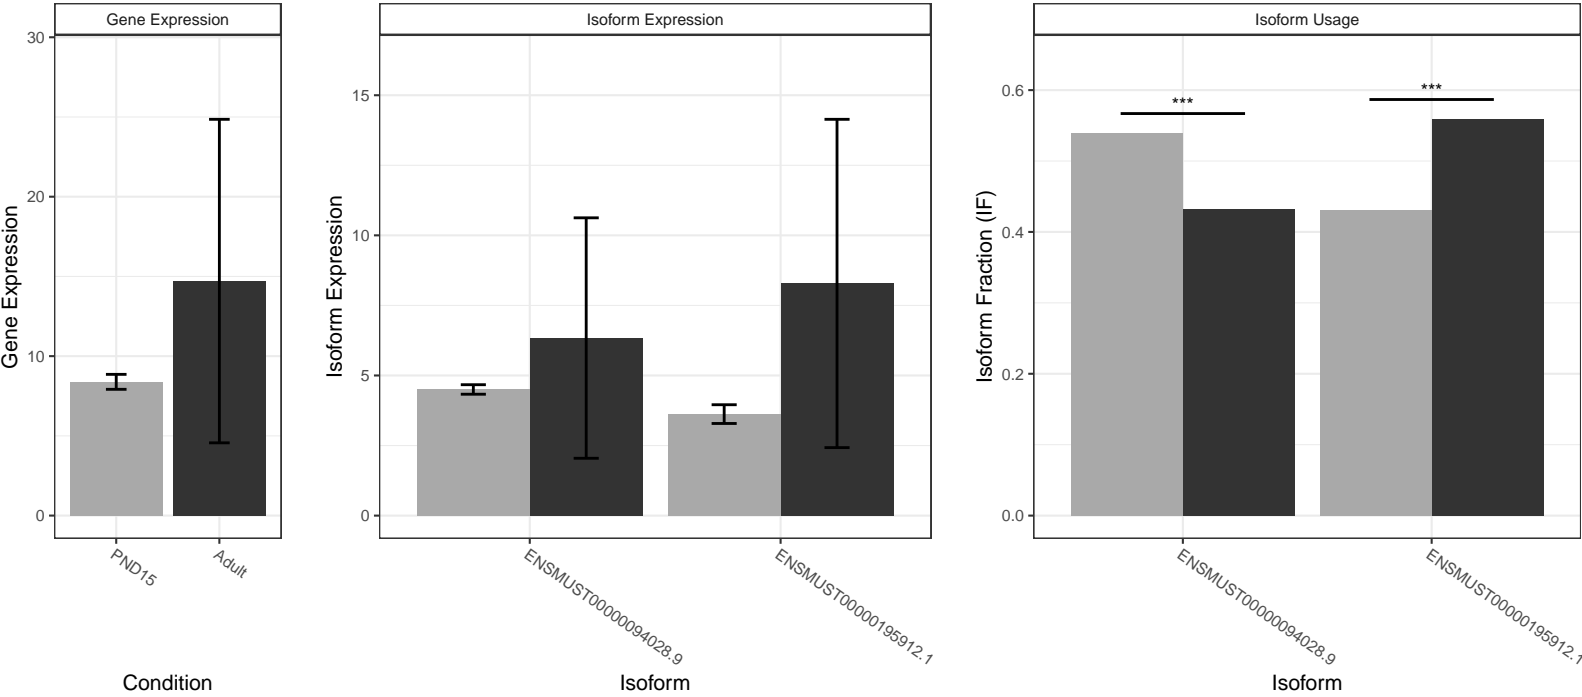 Gene Expression
Isoform Expression
Isoform Usage
Gene Expression
30
20
10
0
PND15
Adult
Condition
Isoform Expression
15
10
5
0
ENSMUST00000094028.9
ENSMUST00000195912.1
Isoform
Isoform Fraction (IF)
0.6
0.4
0.2
0.0
***
***
ENSMUST00000094028.9
ENSMUST00000195912.1
Isoform